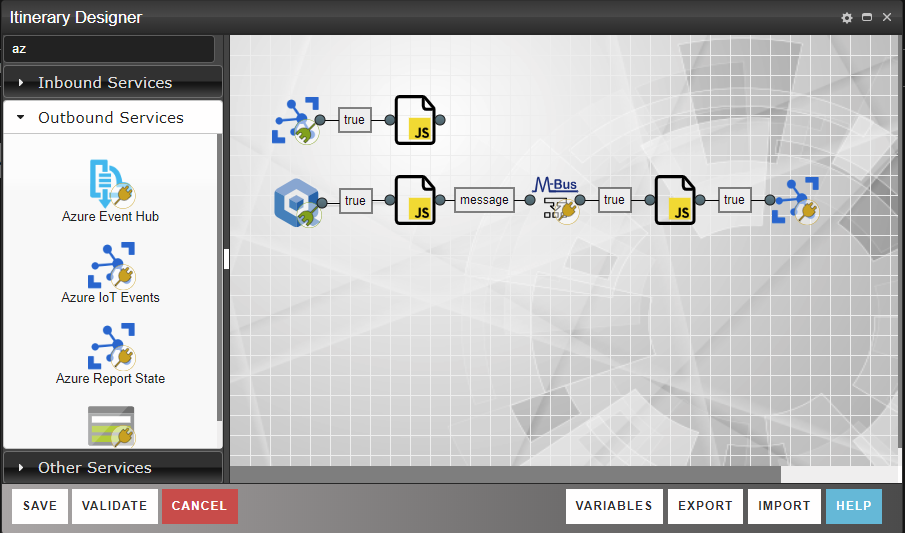 Itinerary Designer
az
Inbound Services
Outbound Services
Azure Event Hub
Azure IoT Events
Azure Report State
Other Services
true
JS
true
JS
message
M-Bus
true
JS
true
SAVE
VALIDATE
CANCEL
VARIABLES
EXPORT
IMPORT
HELP